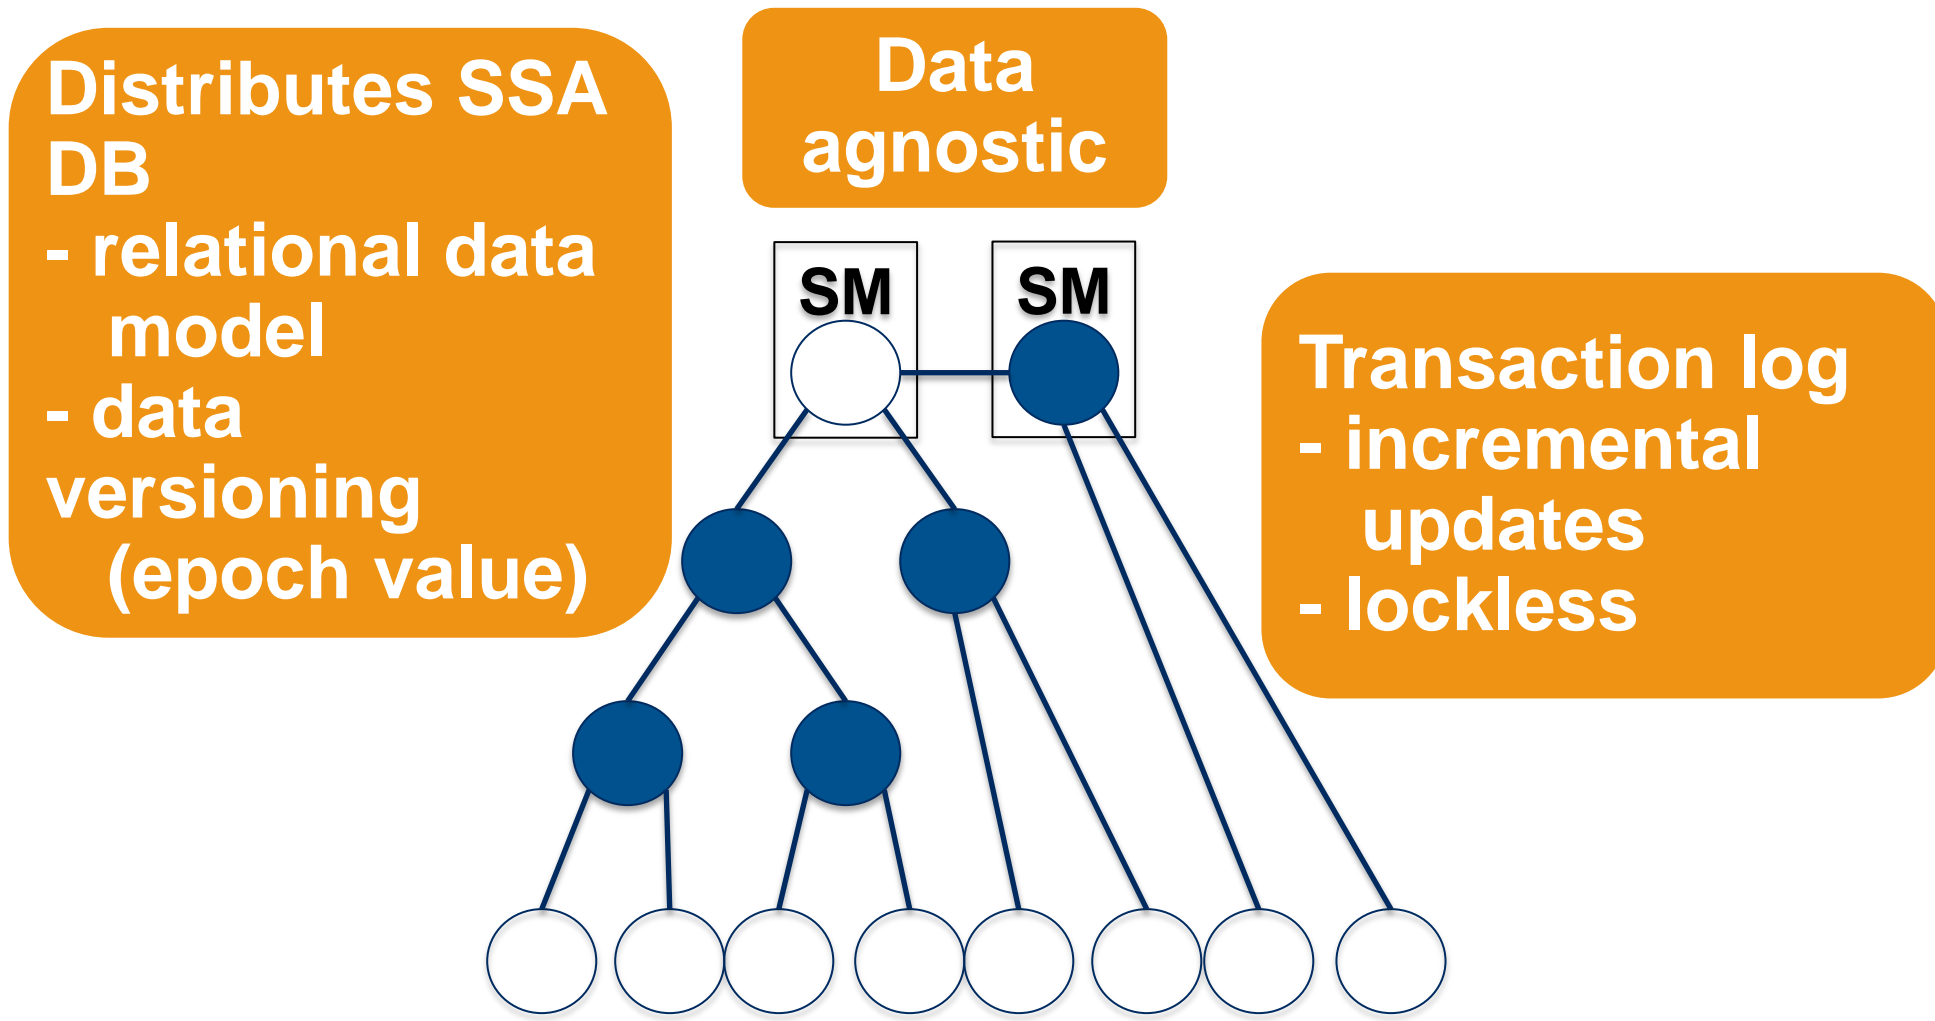 Distributes SSA
DB
- relational data
model
- data
versioning
(epoch value)
Data
agnostic
SM
SM
Transaction log
- incremental
updates
- lockless